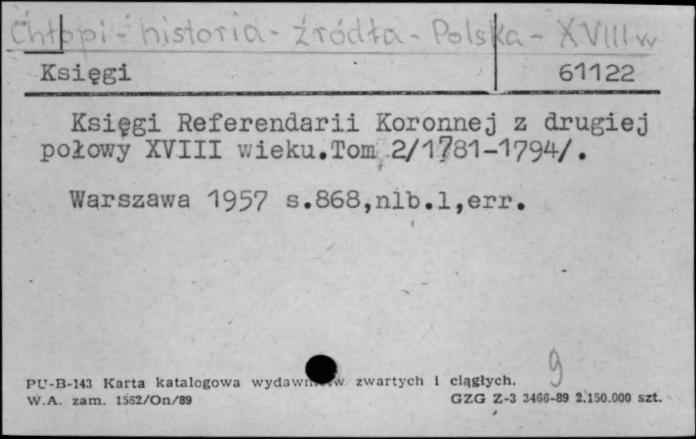 Chłopi - historia - źródła - Polska - XVIII w
Księgi 61122
Księgi Referendarii Koronnej z drugiej
połowy XVIII wieku.Tom 2/1781-1794/.
Warszawa 1957 s.868,nlb.1,err.
9
PU-B-143 Karta katalogowa zwartych i ciągłych.
W.A. zam. 1562/On/89 GZG Z-3 3466-89 2.150.000 szt.